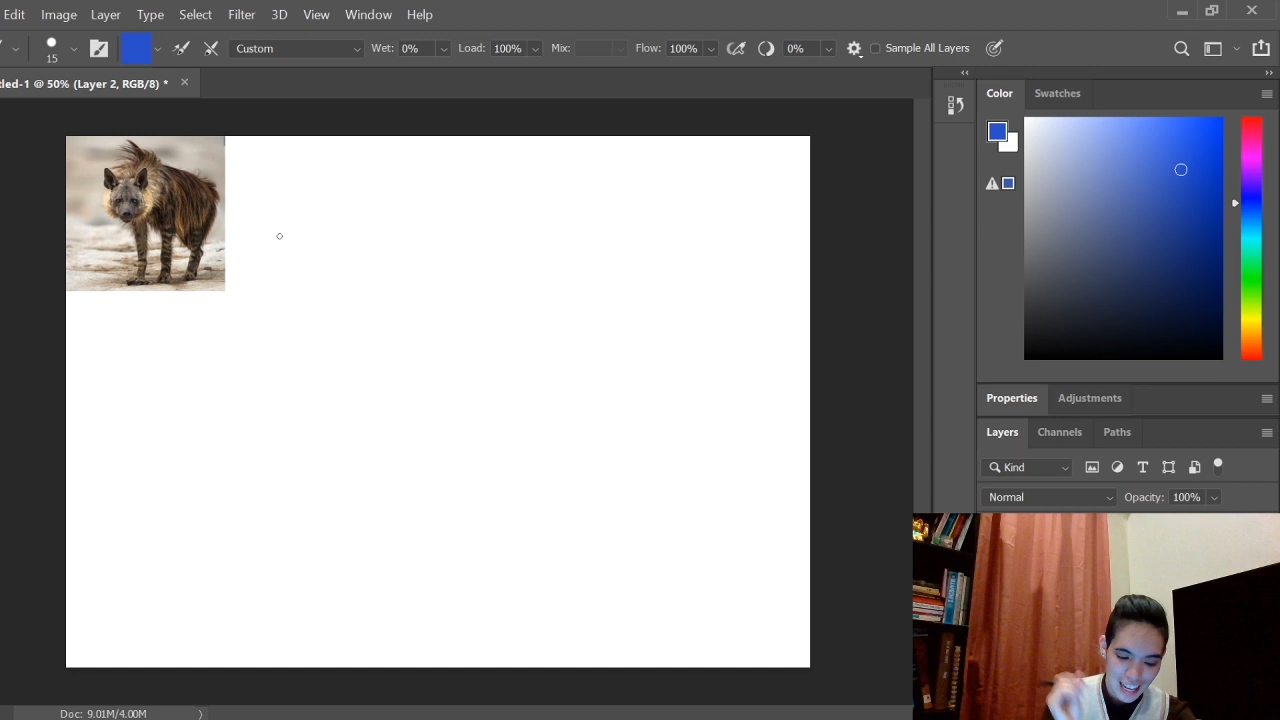 Edit Image Layer Type Select Filter 3D View Window Help
15 Custom Wet: 0% Load: 100% Mix: Flow: 100% 0% Sample All Layers
tled-1 @ 50% (Layer 2, RGB/8) *
Color Swatches
Properties Adjustments
Layers Channels Paths
Kind
Normal Opacity: 100%
Doc: 9.01M/4.00M